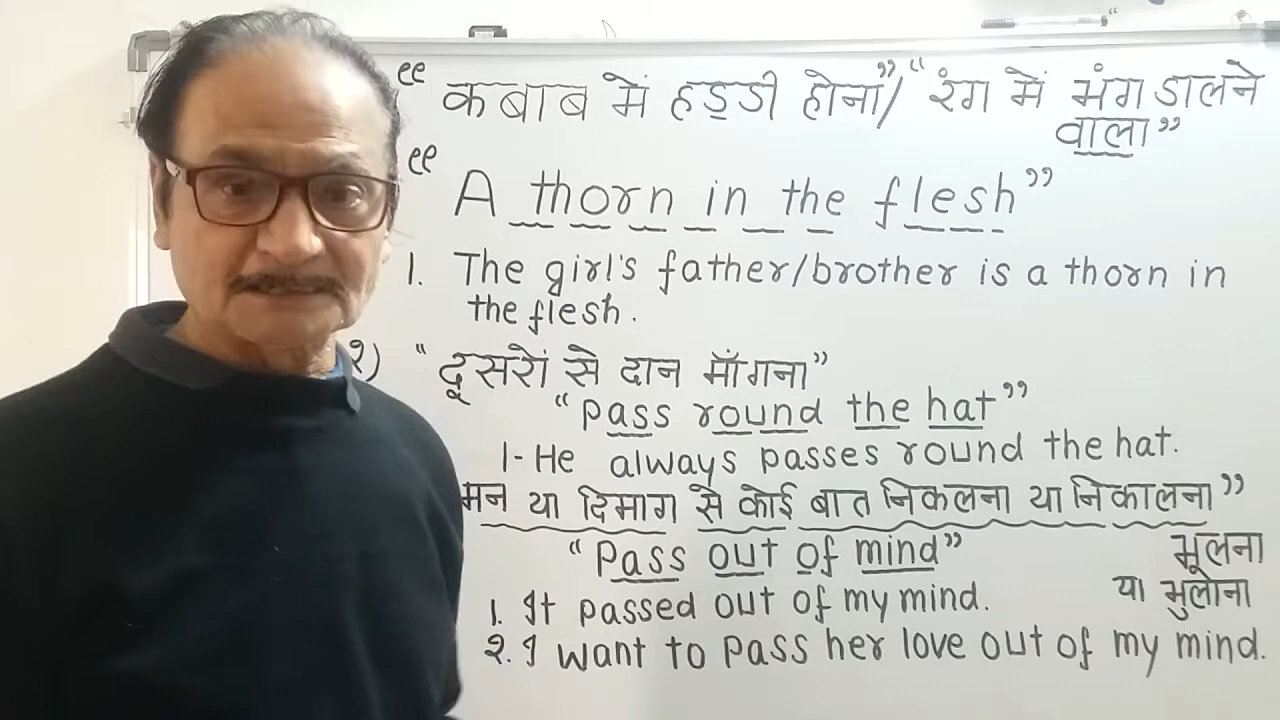 “ कबाब में हड्डी होना”/“ रंग में भंग डालने
वाला”
“ A thorn in the flesh”
1. The girl's father/brother is a thorn in
the flesh.
२) “ दूसरों से दान माँगना”
“Pass round the hat”
1- He always passes round the hat.
मन या दिमाग से कोई बात निकलना या निकालना”
“Pass out of mind” भूलना
या भुलाना
1. It passed out of my mind.
2. I want to pass her love out of my mind.